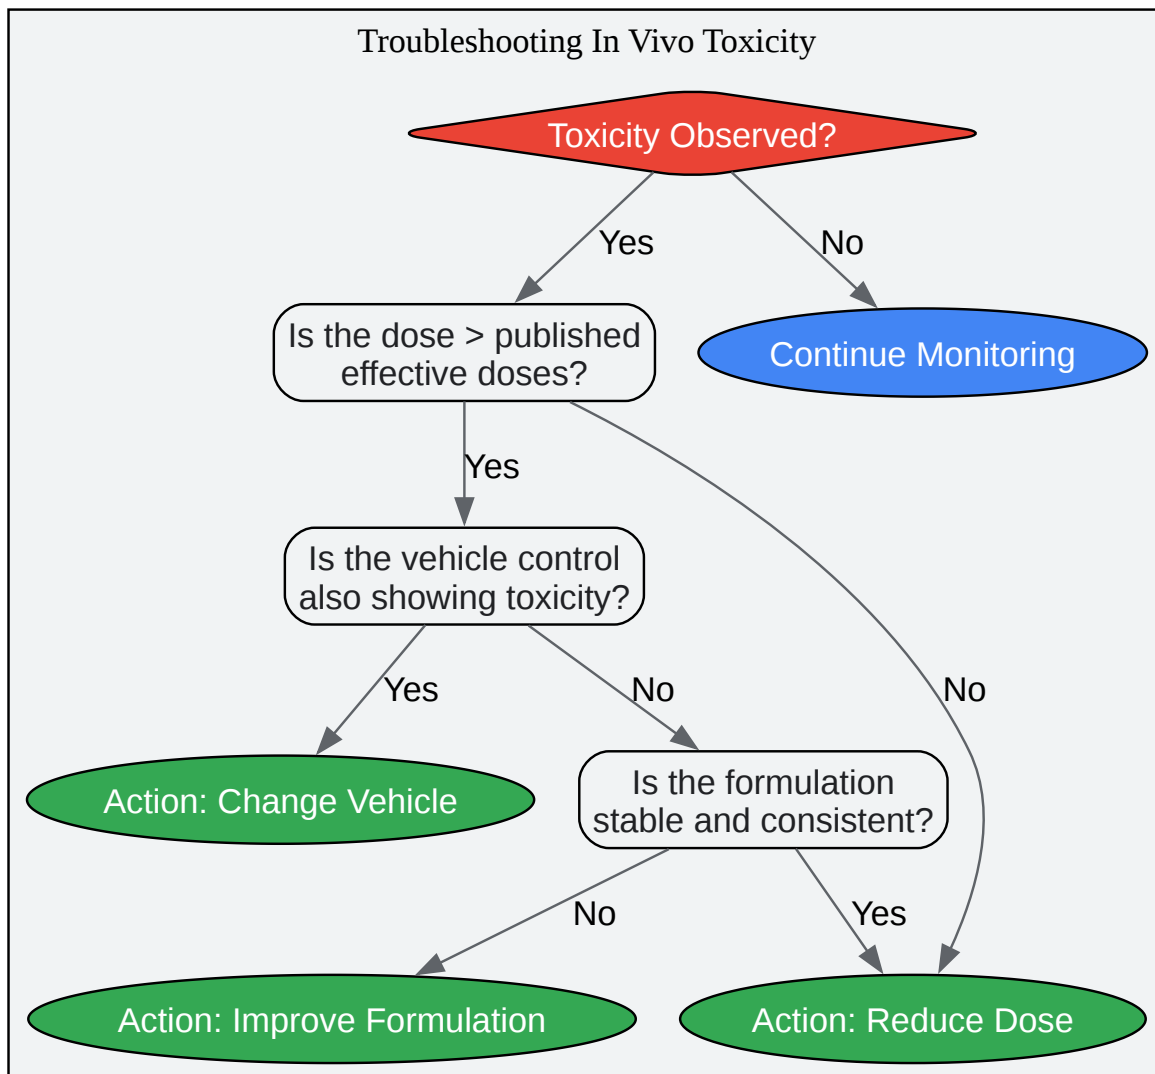 Troubleshooting In Vivo Toxicity
Toxicity Observed?
Yes
No
Is the dose > published
effective doses?
Continue Monitoring
Yes
Is the vehicle control
also showing toxicity?
Yes
No
No
Action: Change Vehicle
Is the formulation
stable and consistent?
No
Yes
Action: Improve Formulation
Action: Reduce Dose